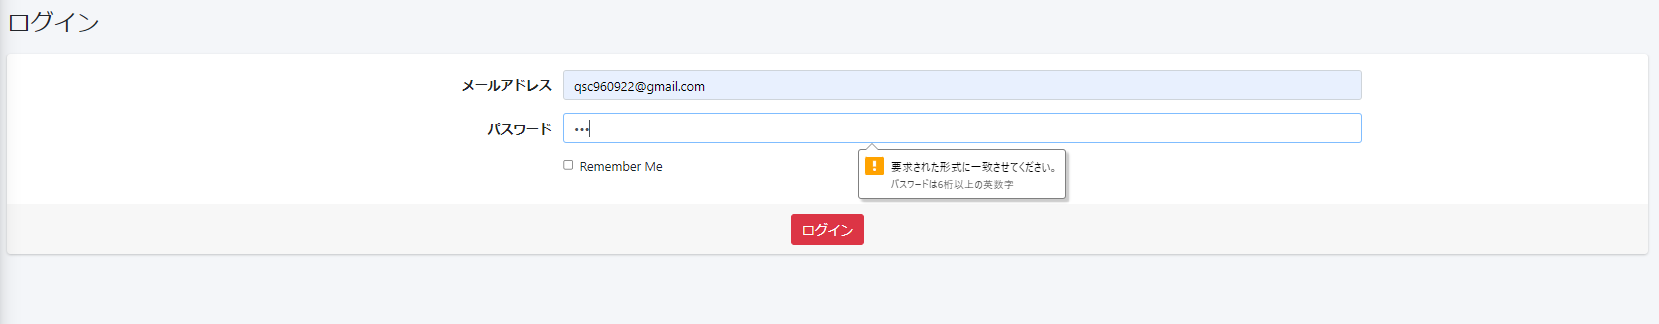 ログイン
メールアドレス qsc960922@gmail.com
パスワード •••
Remember Me
! 要求された形式に一致させてください。
パスワードは6桁以上の英数字
ログイン